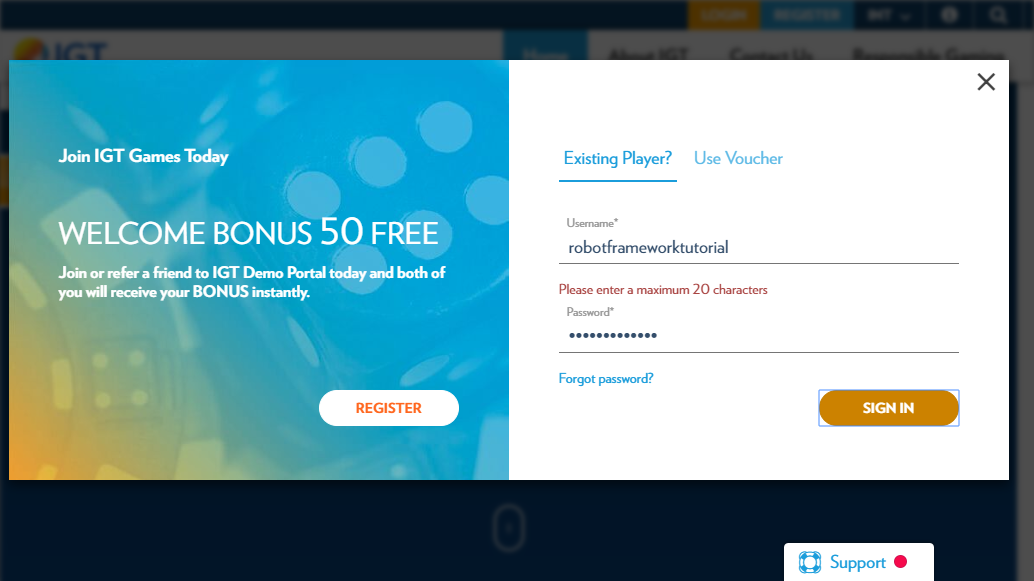 LOGIN
REGISTER
INT
IGT
Home
About IGT
Contact Us
Responsible Gaming
Join IGT Games Today
WELCOME BONUS 50 FREE
Join or refer a friend to IGT Demo Portal today and both of
you will receive your BONUS instantly.
REGISTER
Existing Player?
Use Voucher
Username*
robotframeworktutorial
Please enter a maximum 20 characters
Password*
•••••••••••••
Forgot password?
SIGN IN
Support